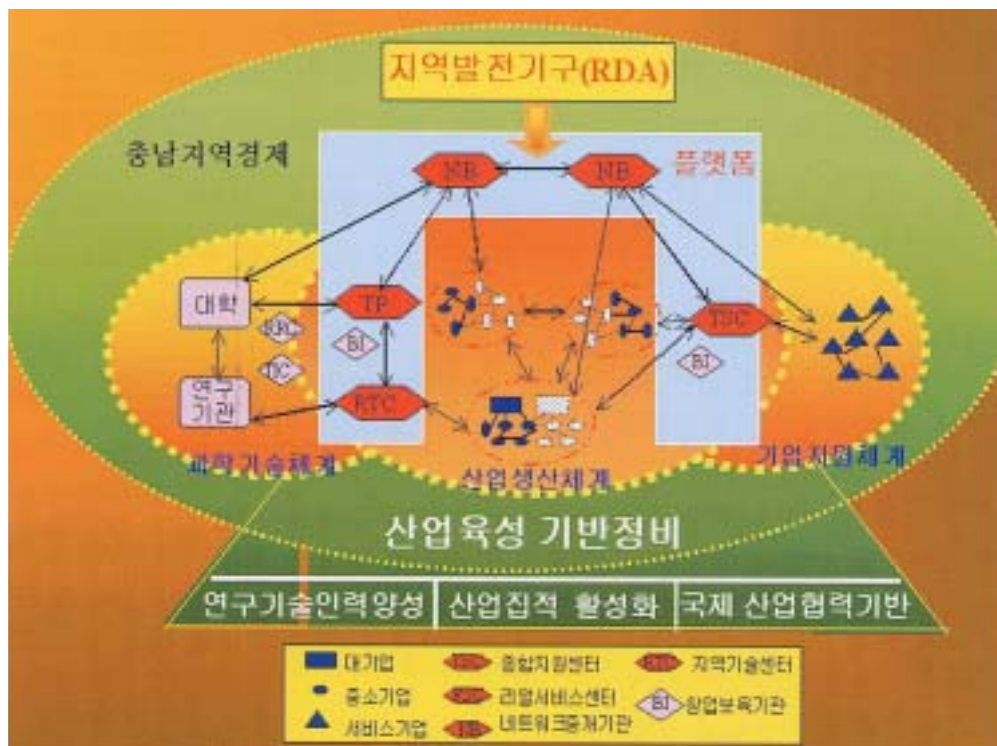 지역발전기구(RDA)
충남지역경제
NB NB
플랫폼
대학
TP
RRC
BI
TIC
TSC
BI
연구
기관
RTC
과학기술체계
산업생산체계
기업지원체계
산업육성 기반정비
연구기술인력양성 산업집적 활성화 국제 산업협력기반
대기업 종합지원센터 RTC 지역기술센터
중소기업 리얼서비스센터 BI 창업보육기관
서비스기업 네트워크중개기관